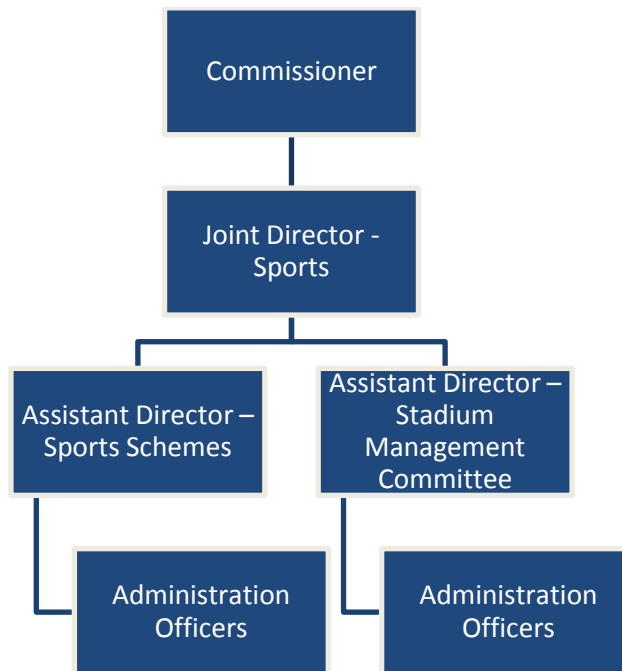 Commissioner
Joint Director -
Sports
Assistant Director –
Sports Schemes
Assistant Director –
Stadium
Management
Committee
Administration
Officers
Administration
Officers